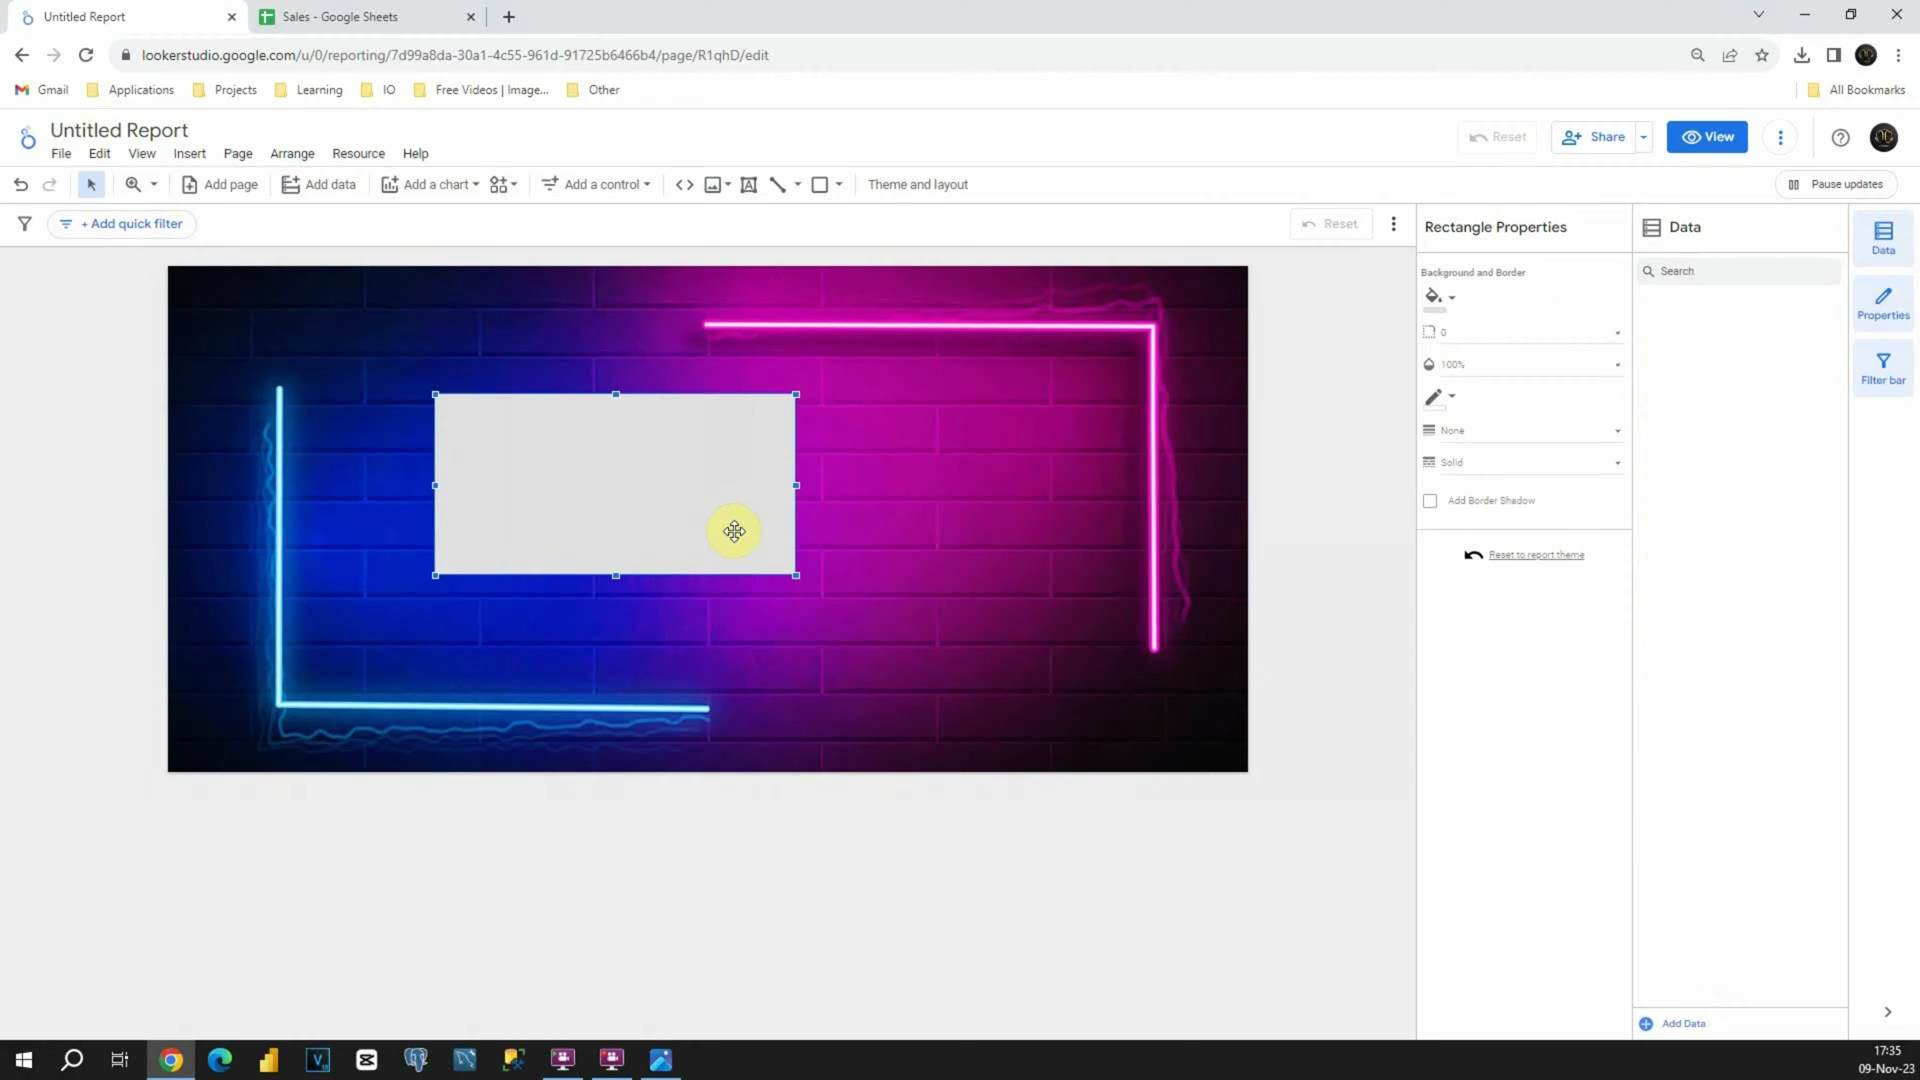 Untitled Report
Sales - Google Sheets
lookerstudio.google.com/u/0/reporting/7d99a8da-30a1-4c55-961d-91725b6466b4/page/R1qhD/edit
Gmail
Applications
Projects
Learning
IO
Free Videos | Image...
Other
All Bookmarks
Untitled Report
Reset
Share
View
File
Edit
View
Insert
Page
Arrange
Resource
Help
Add page
Add data
Add a chart
Add a control
Theme and layout
Pause updates
+ Add quick filter
Reset
Rectangle Properties
Data
Data
Background and Border
Search
0
Properties
100%
Filter bar
None
Solid
Add Border Shadow
Reset to report theme
Add Data
17:35
09-Nov-23